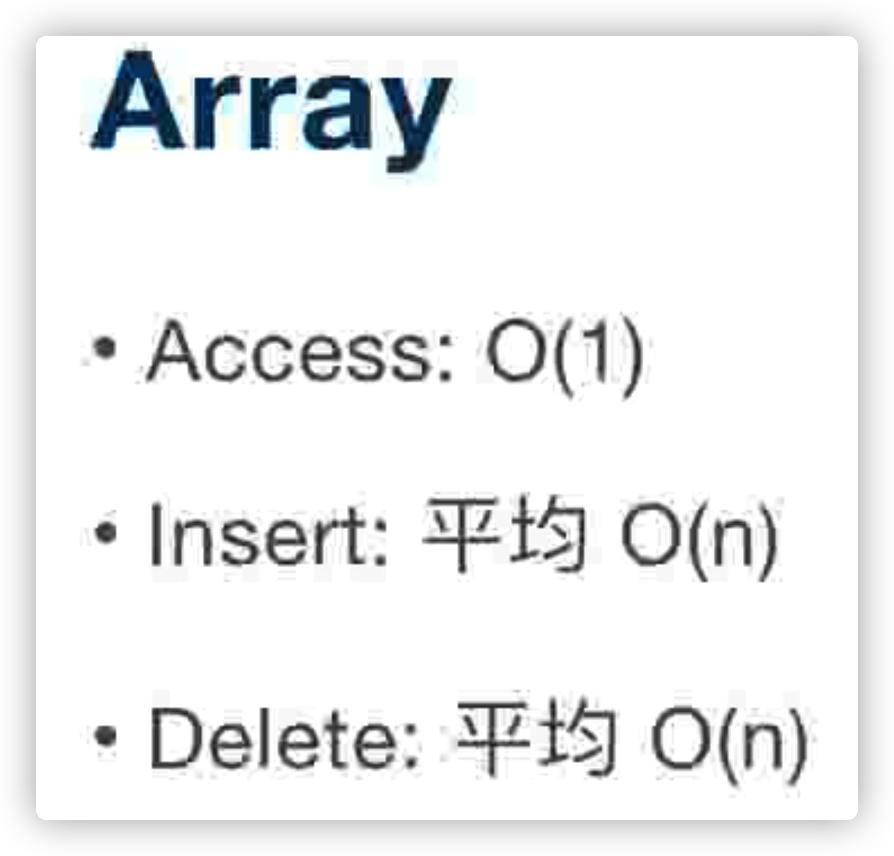 Array
• Access: O(1)
• Insert: 平均 O(n)
• Delete: 平均 O(n)